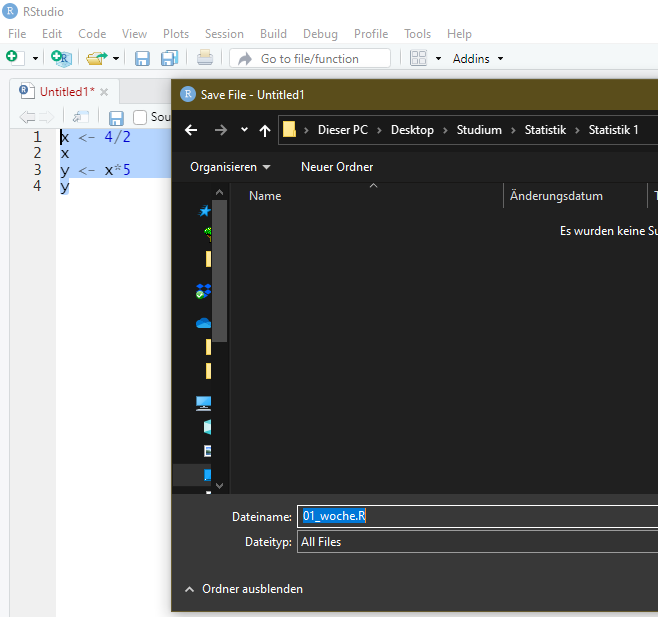 RStudio
File Edit Code View Plots Session Build Debug Profile Tools Help
Go to file/function Addins
Untitled1*
Sou
1 x <- 4/2
2 x
3 y <- x*5
4 y
Save File - Untitled1
Dieser PC > Desktop > Studium > Statistik > Statistik 1
Organisieren Neuer Ordner
Name Änderungsdatum T
Es wurden keine Su
Dateiname: 01_woche.R
Dateityp: All Files
Ordner ausblenden